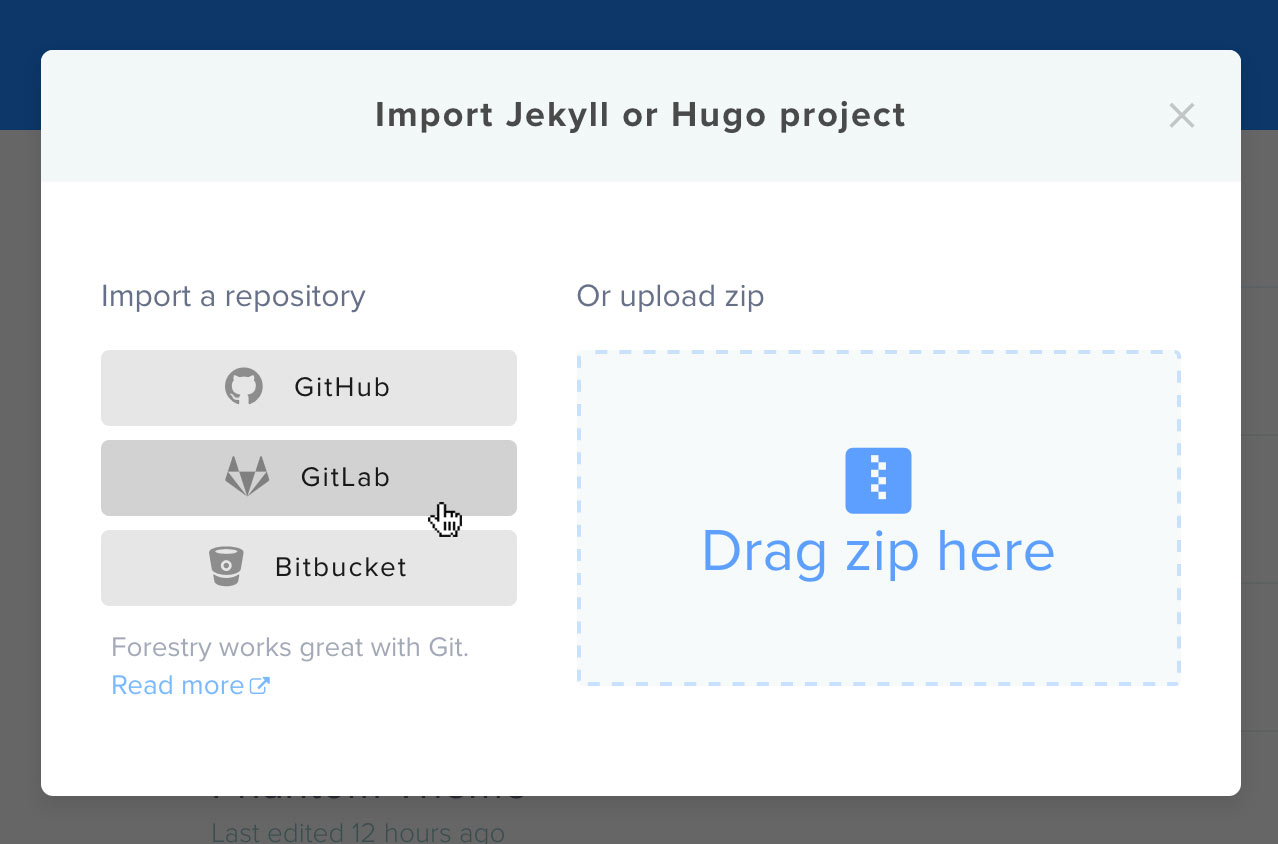 Import Jekyll or Hugo project
Import a repository
GitHub
GitLab
Bitbucket
Forestry works great with Git.
Read more
Or upload zip
Drag zip here
Last edited 12 hours ago